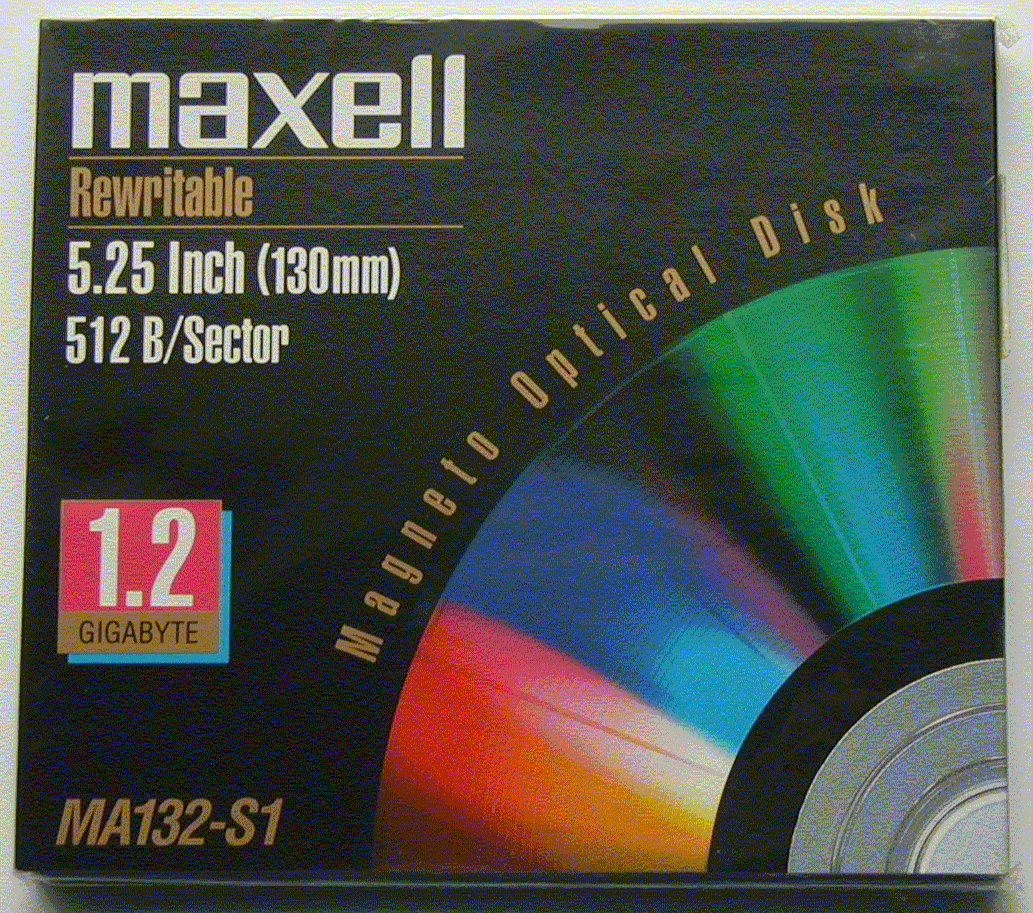 maxell
Rewritable
5.25 Inch (130mm)
512 B/Sector
Magneto Optical Disk
1.2
GIGABYTE
MA132-S1